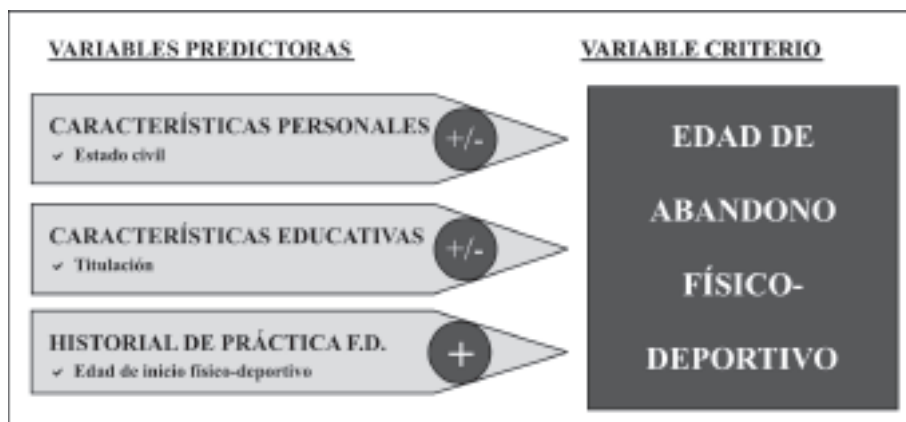 VARIABLES PREDICTORAS
VARIABLE CRITERIO
CARACTERÍSTICAS PERSONALES
✓ Estado civil
+/-
CARACTERÍSTICAS EDUCATIVAS
✓ Titulación
+/-
HISTORIAL DE PRÁCTICA F.D.
✓ Edad de inicio físico-deportivo
+
EDAD DE
ABANDONO
FÍSICO-
DEPORTIVO